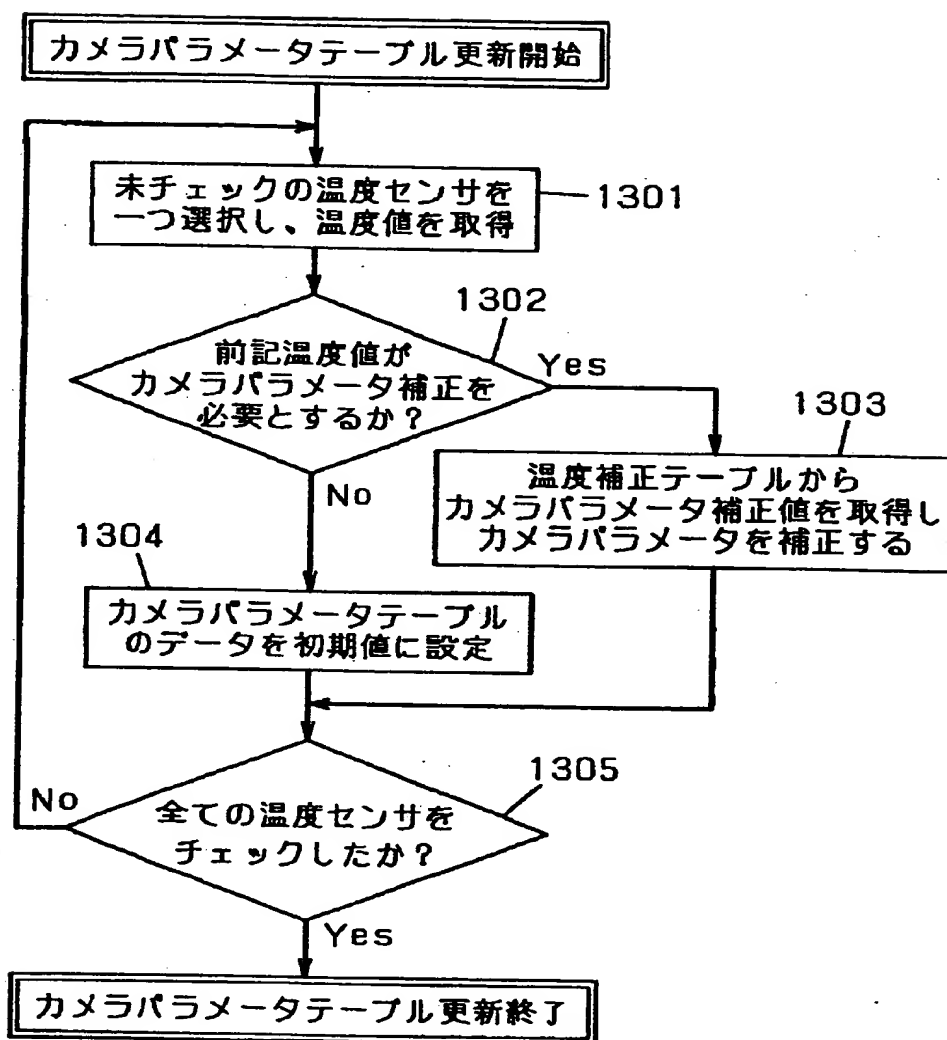 カメラパラメータテーブル更新開始
未チェックの温度センサを
一つ選択し、温度値を取得
1301
1302
前記温度値が
カメラパラメータ補正を
必要とするか？
Yes
No
1303
温度補正テーブルから
カメラパラメータ補正値を取得し
カメラパラメータを補正する
1304
カメラパラメータテーブル
のデータを初期値に設定
1305
全ての温度センサを
チェックしたか？
No
Yes
カメラパラメータテーブル更新終了